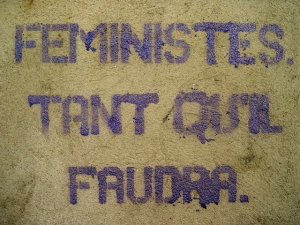 FEMINISTES.
TANT QU'IL
FAUDRA.